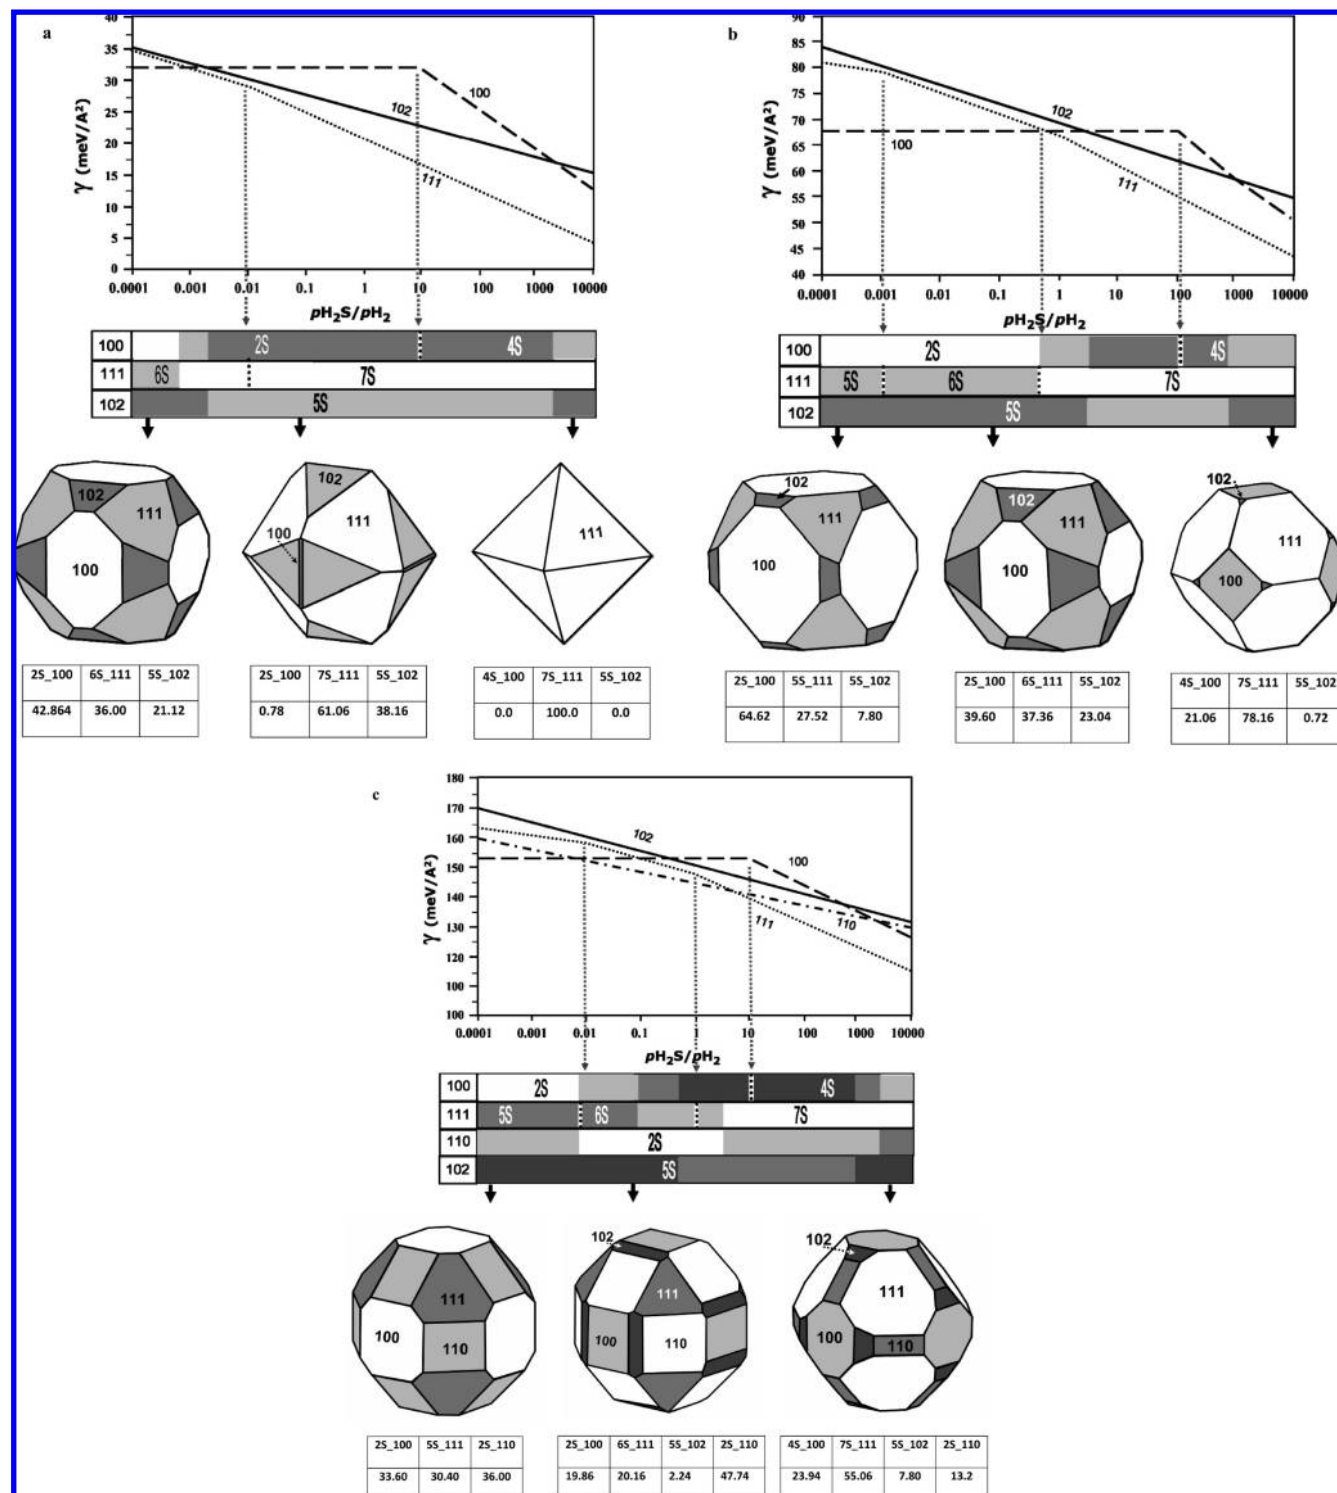 a
40
35
30
25
20
15
10
5
0
γ (meV/A²)
100
102
111
0.0001 0.001 0.01 0.1 1 10 100 1000 10000
pH₂S/pH₂
100 2S 4S
111 6S 7S
102 5S
102
111
100
102
111
100
111
2S_100 6S_111 5S_102
42.864 36.00 21.12
2S_100 7S_111 5S_102
0.78 61.06 38.16
4S_100 7S_111 5S_102
0.0 100.0 0.0
b
90
85
80
75
70
65
60
55
50
45
40
γ (meV/A²)
102
100
111
0.0001 0.001 0.01 0.1 1 10 100 1000 10000
pH₂S/pH₂
100 2S 4S
111 5S 6S 7S
102 5S
102
111
100
102
111
100
102
111
100
2S_100 5S_111 5S_102
64.62 27.52 7.80
2S_100 6S_111 5S_102
39.60 37.36 23.04
4S_100 7S_111 5S_102
21.06 78.16 0.72
c
180
170
160
150
140
130
120
100
100
γ (meV/A²)
102
100
110
111
0.0001 0.001 0.01 0.1 1 10 100 1000 10000
pH₂S/pH₂
100 2S 4S
111 5S 6S 7S
110 2S
102 5S
111
100
110
102
111
100
110
102
111
100
110
2S_100 5S_111 2S_110
33.60 30.40 36.00
2S_100 6S_111 5S_102 2S_110
19.86 20.16 2.24 47.74
4S_100 7S_111 5S_102 2S_110
23.94 55.06 7.80 13.2